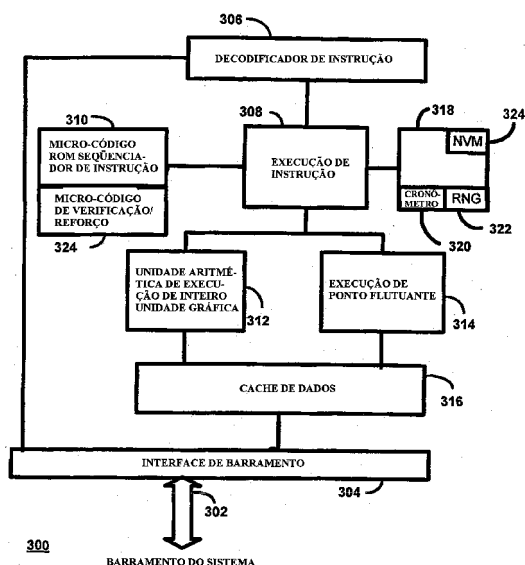 306
DECODIFICADOR DE INSTRUÇÃO
310
MICRO-CÓDIGO
ROM SEQÜENCIA-
DOR DE INSTRUÇÃO
MICRO-CÓDIGO
DE VERIFICAÇÃO/
REFORÇO
324
308
EXECUÇÃO DE
INSTRUÇÃO
318
324
NVM
CRONÔ-
METRO
RNG
322
320
UNIDADE ARITMÉ-
TICA DE EXECU-
ÇÃO DE INTEIRO
UNIDADE GRÁFICA
312
EXECUÇÃO DE
PONTO FLUTUANTE
314
CACHE DE DADOS
316
INTERFACE DE BARRAMENTO
304
302
300
BARRAMENTO DO SISTEMA